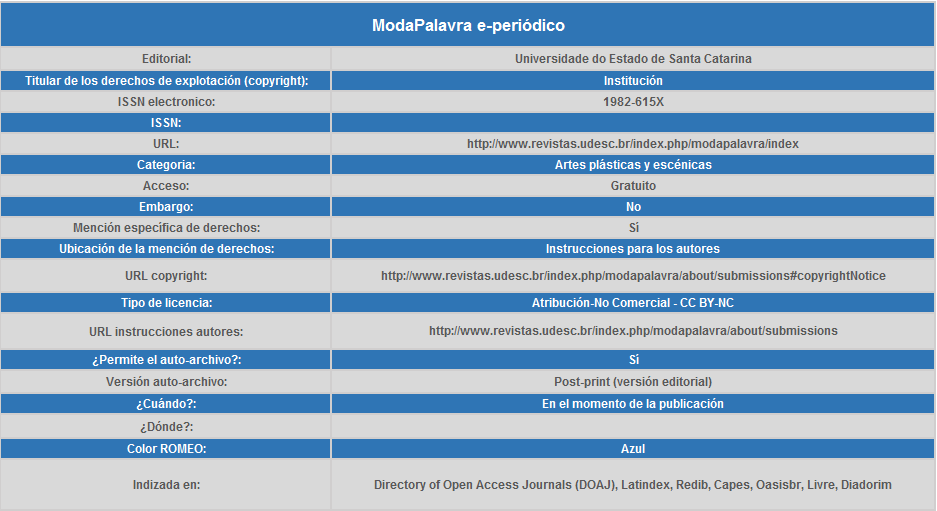 ModaPalavra e-periódico
Editorial: Universidade do Estado de Santa Catarina
Titular de los derechos de explotación (copyright): Institución
ISSN electronico: 1982-615X
ISSN:
URL: http://www.revistas.udesc.br/index.php/modapalavra/index
Categoria: Artes plásticas y escénicas
Acceso: Gratuito
Embargo: No
Mención específica de derechos: Sí
Ubicación de la mención de derechos: Instrucciones para los autores
URL copyright: http://www.revistas.udesc.br/index.php/modapalavra/about/submissions#copyrightNotice
Tipo de licencia: Atribución-No Comercial - CC BY-NC
URL instrucciones autores: http://www.revistas.udesc.br/index.php/modapalavra/about/submissions
¿Permite el auto-archivo?: Sí
Versión auto-archivo: Post-print (versión editorial)
¿Cuándo?: En el momento de la publicación
¿Dónde?:
Color ROMEO: Azul
Indizada en: Directory of Open Access Journals (DOAJ), Latindex, Redib, Capes, Oasisbr, Livre, Diadorim